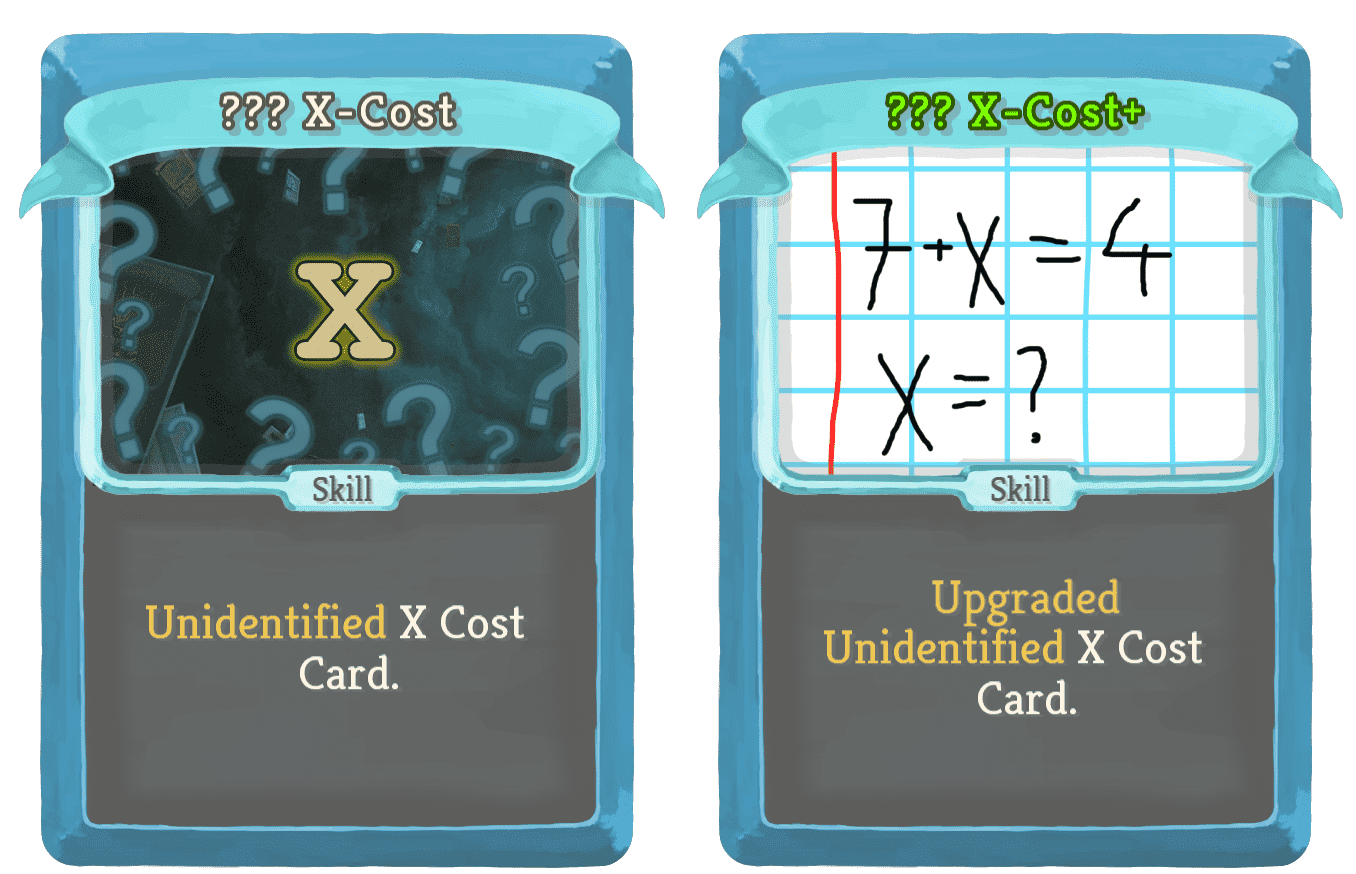 ??? X-Cost
X
Skill
Unidentified X Cost
Card.
??? X-Cost+
7+X=4
X=?
Skill
Upgraded
Unidentified X Cost
Card.